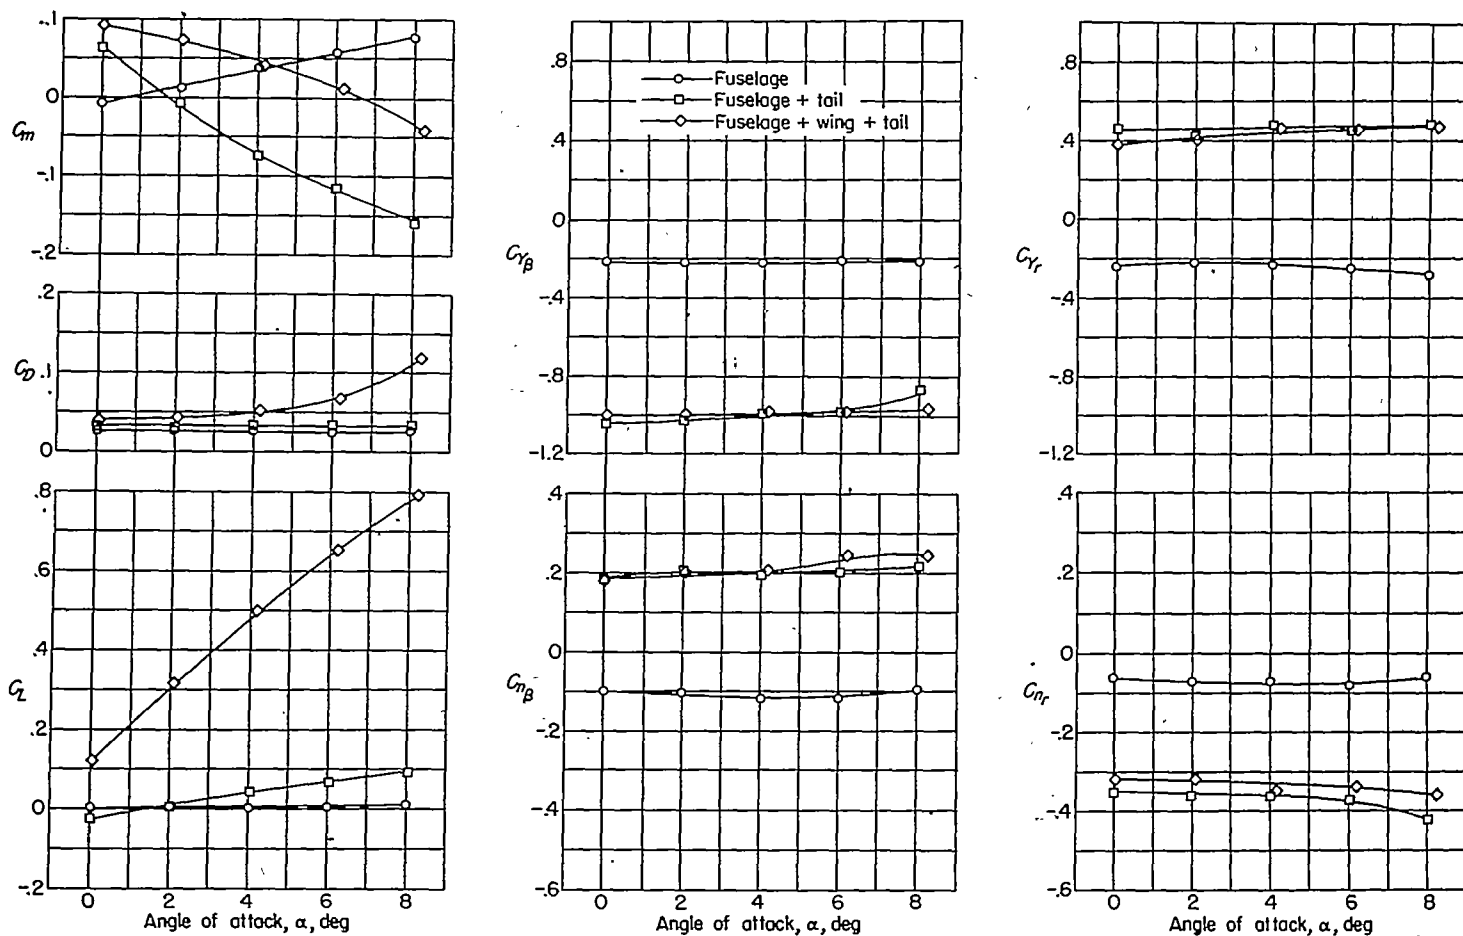 .1
0
Cm
-.1
-.2
.2
CD
.1
0
.8
.6
.4
CL
.2
0
-.2
0 2 4 6 8
Angle of attack, α, deg
.8
Fuselage
Fuselage + tail
Fuselage + wing + tail
.4
0
CYβ
-.4
-.8
-1.2
.4
.2
0
Cnβ
-.2
-.4
-.6
0 2 4 6 8
Angle of attack, α, deg
.8
.4
0
CYr
-.4
-.8
-1.2
.4
.2
0
Cnr
-.2
-.4
-.6
0 2 4 6 8
Angle of attack, α, deg